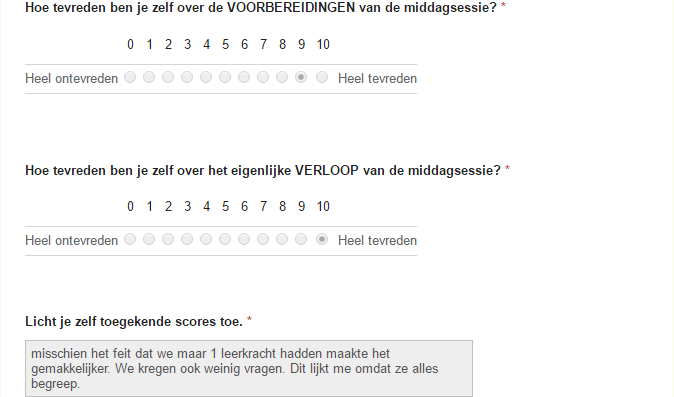 Hoe tevreden ben je zelf over de VOORBEREIDINGEN van de middagsessie? *
0 1 2 3 4 5 6 7 8 9 10
Heel ontevreden Heel tevreden
Hoe tevreden ben je zelf over het eigenlijke VERLOOP van de middagsessie? *
0 1 2 3 4 5 6 7 8 9 10
Heel ontevreden Heel tevreden
Licht je zelf toegekende scores toe. *
misschien het feit dat we maar 1 leerkracht hadden maakte het
gemakkelijker. We kregen ook weinig vragen. Dit lijkt me omdat ze alles
begreep.